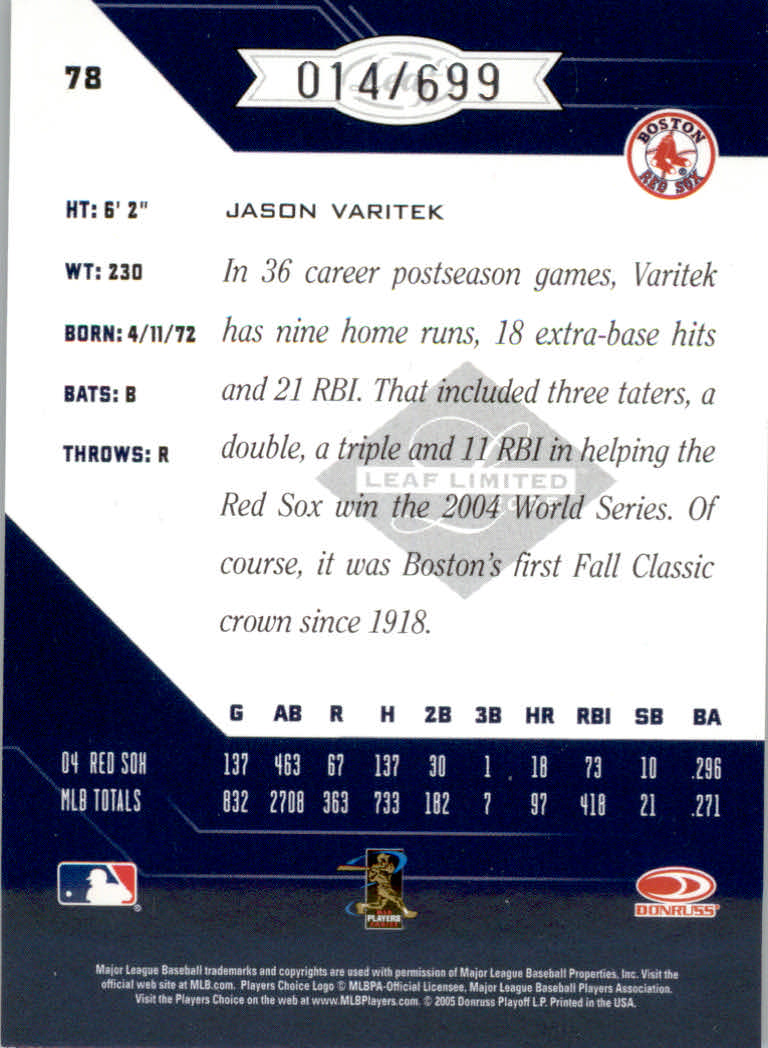 78
014/699
BOSTON
RED SOX
HT: 6' 2"
JASON VARITEK
WT: 230
BORN: 4/11/72
BATS: B
THROWS: R
In 36 career postseason games, Varitek
has nine home runs, 18 extra-base hits
and 21 RBI. That included three taters, a
double, a triple and 11 RBI in helping the
Red Sox win the 2004 World Series. Of
course, it was Boston's first Fall Classic
crown since 1918.
LEAF LIMITED
G AB R H 2B 3B HR RBI SB BA
04 RED SOX 137 463 67 137 30 1 18 73 10 .296
MLB TOTALS 832 2708 363 733 182 7 97 418 21 .271
PLAYERS
DONRUSS
Major League Baseball trademarks and copyrights are used with permission of Major League Baseball Properties, Inc. Visit the
official web site at MLB.com. Players Choice Logo © MLBPA-Official Licensee, Major League Baseball Players Association.
Visit the Players Choice on the web at www.MLBPlayers.com. © 2005 Donruss Playoff L.P. Printed in the USA.